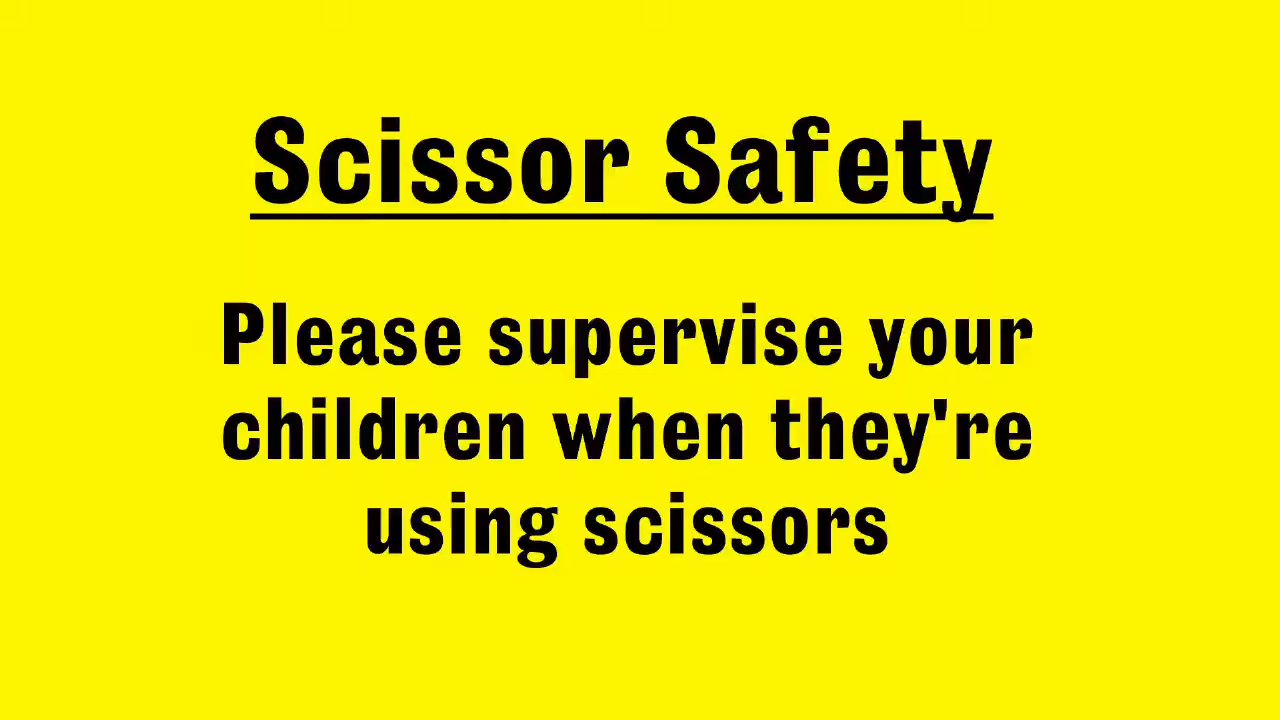 Scissor Safety
Please supervise your
children when they're
using scissors